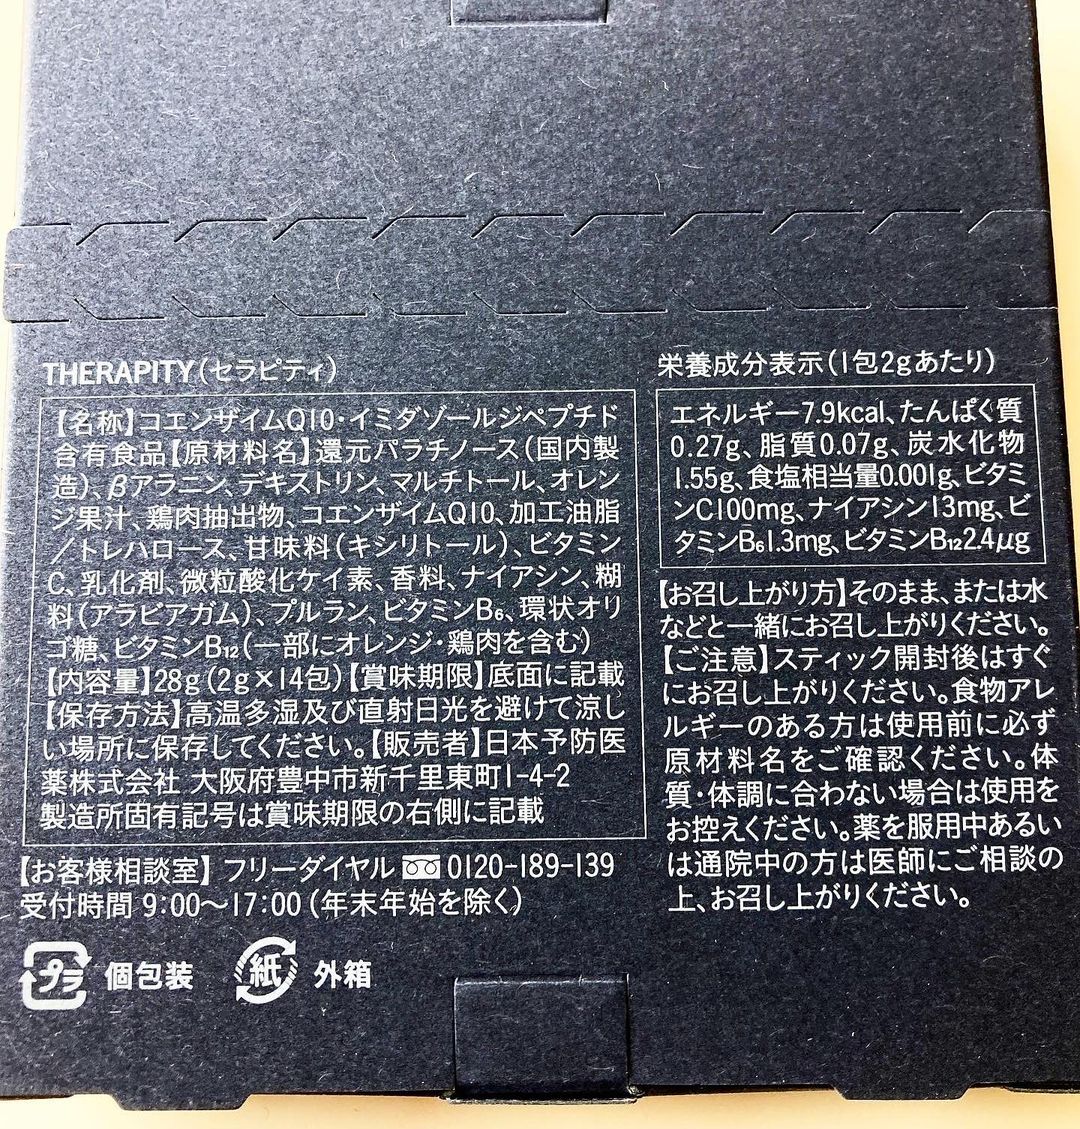 THERAPITY(セラピティ)
【名称】コエンザイムQ10・イミダゾールジペプチド
含有食品【原材料名】還元パラチノース(国内製
造)、βアラニン、デキストリン、マルチトール、オレン
ジ果汁、鶏肉抽出物、コエンザイムQ10、加工油脂
/トレハロース、甘味料(キシリトール)、ビタミン
C、乳化剤、微粒酸化ケイ素、香料、ナイアシン、糊
料(アラビアガム)、プルラン、ビタミンB₆、環状オリ
ゴ糖、ビタミンB₁₂(一部にオレンジ・鶏肉を含む)
【内容量】28g(2g×14包)【賞味期限】底面に記載
【保存方法】高温多湿及び直射日光を避けて涼し
い場所に保存してください。【販売者】日本予防医
薬株式会社 大阪府豊中市新千里東町1-4-2
製造所固有記号は賞味期限の右側に記載
【お客様相談室】フリーダイヤル 0120-189-139
受付時間 9:00〜17:00(年末年始を除く)
プラ 個包装 紙 外箱
栄養成分表示(1包2gあたり)
エネルギー7.9kcal、たんぱく質
0.27g、脂質0.07g、炭水化物
1.55g、食塩相当量0.001g、ビタミ
ンC100mg、ナイアシン13mg、ビ
タミンB₆1.3mg、ビタミンB₁₂2.4μg
【お召し上がり方】そのまま、または水
などと一緒にお召し上がりください。
【ご注意】スティック開封後はすぐ
にお召し上がりください。食物アレ
ルギーのある方は使用前に必ず
原材料名をご確認ください。体
質・体調に合わない場合は使用を
お控えください。薬を服用中あるい
は通院中の方は医師にご相談の
上、お召し上がりください。